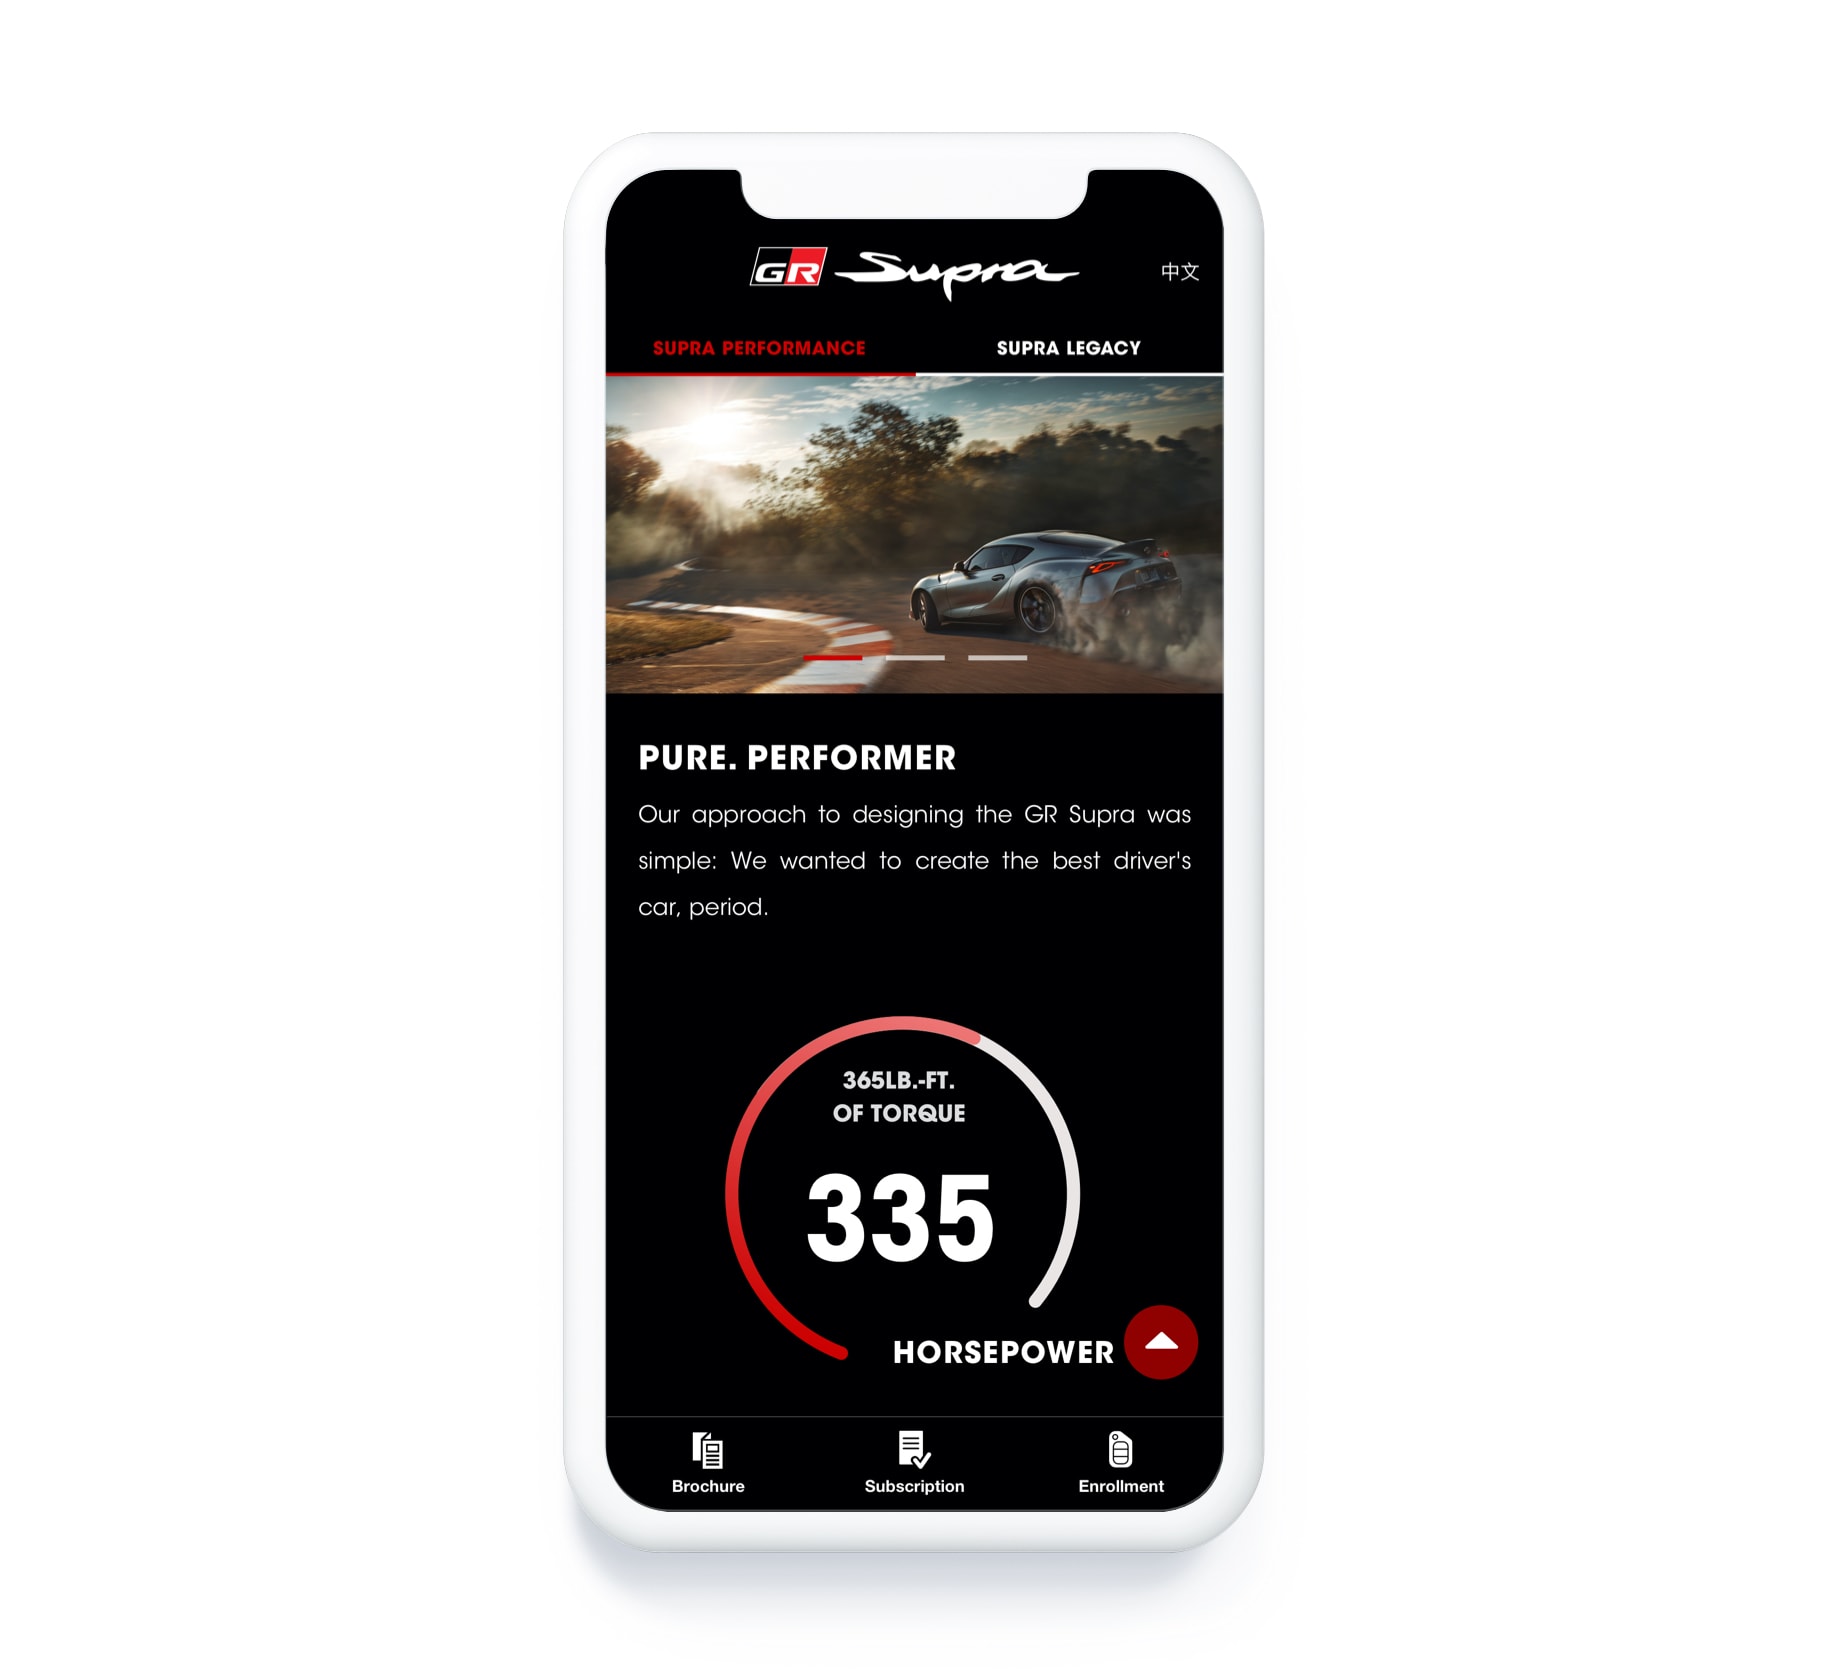 GR Supra
中文
SUPRA PERFORMANCE
SUPRA LEGACY
PURE. PERFORMER
Our approach to designing the GR Supra was
simple: We wanted to create the best driver's
car, period.
365LB.-FT.
OF TORQUE
335
HORSEPOWER
Brochure
Subscription
Enrollment